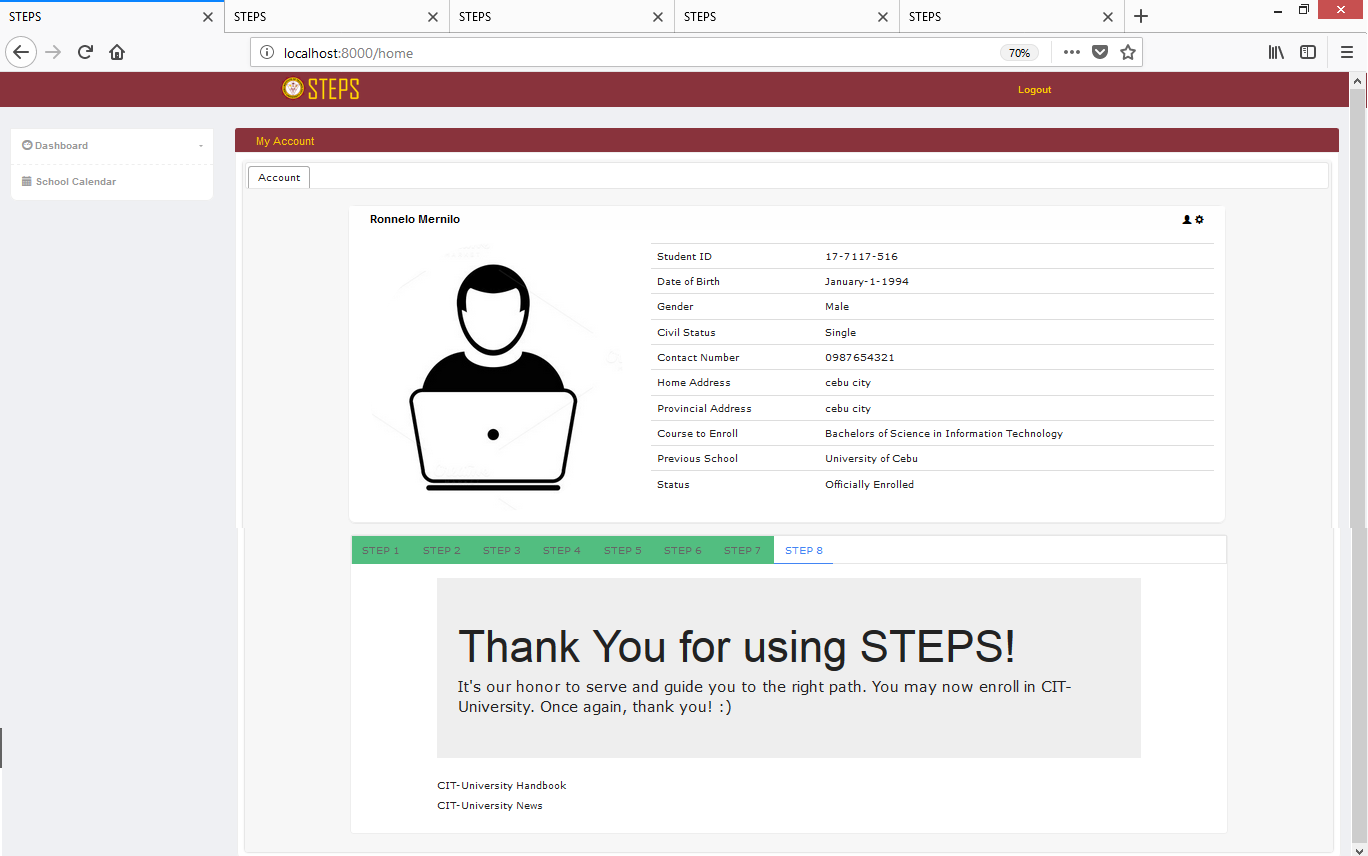 STEPS STEPS STEPS STEPS STEPS
localhost:8000/home 70%
STEPS Logout
Dashboard
School Calendar
My Account
Account
Ronnelo Mernilo
Student ID 17-7117-516
Date of Birth January-1-1994
Gender Male
Civil Status Single
Contact Number 0987654321
Home Address cebu city
Provincial Address cebu city
Course to Enroll Bachelors of Science in Information Technology
Previous School University of Cebu
Status Officially Enrolled
STEP 1 STEP 2 STEP 3 STEP 4 STEP 5 STEP 6 STEP 7 STEP 8
Thank You for using STEPS!
It's our honor to serve and guide you to the right path. You may now enroll in CIT-
University. Once again, thank you! :)
CIT-University Handbook
CIT-University News